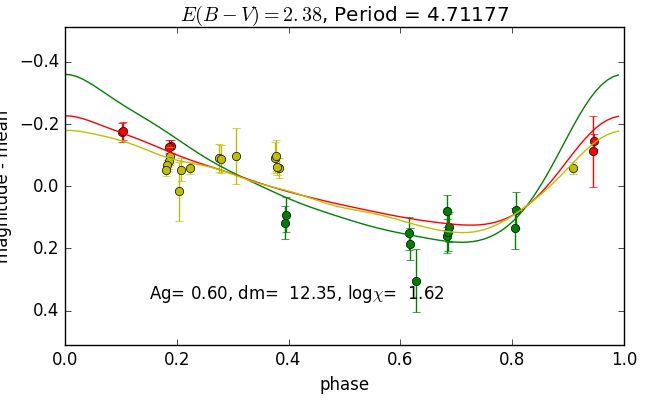 E(B − V) = 2.38, Period = 4.71177
−0.4
−0.2
0.0
0.2
0.4
magnitude - mean
Ag= 0.60, dm=  12.35, logχ=  1.62
0.0 0.2 0.4 0.6 0.8 1.0
phase